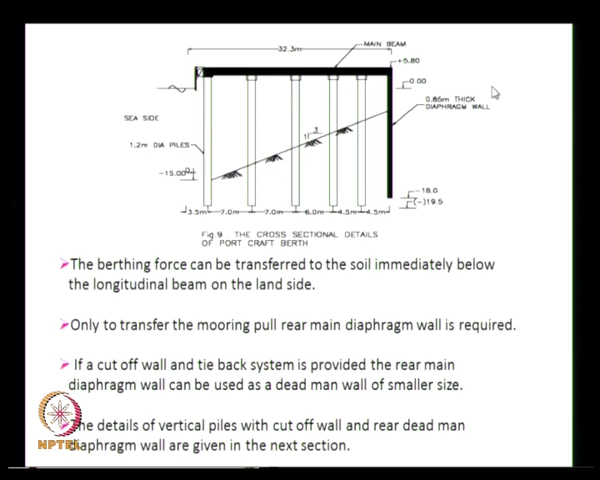 32.3m
MAIN BEAM
+5.80
0.00
0.85m THICK
DIAPHRAGM WALL
SEA SIDE
1.2m DIA PILES
1
3
-15.00
-18.0
(-)19.5
3.5m
7.0m
7.0m
6.0m
4.5m
4.5m
Fig.9 THE CROSS SECTIONAL DETAILS
OF PORT CRAFT BERTH
The berthing force can be transferred to the soil immediately below
the longitudinal beam on the land side.
Only to transfer the mooring pull rear main diaphragm wall is required.
If a cut off wall and tie back system is provided the rear main
diaphragm wall can be used as a dead man wall of smaller size.
The details of vertical piles with cut off wall and rear dead man
diaphragm wall are given in the next section.
NPTEL